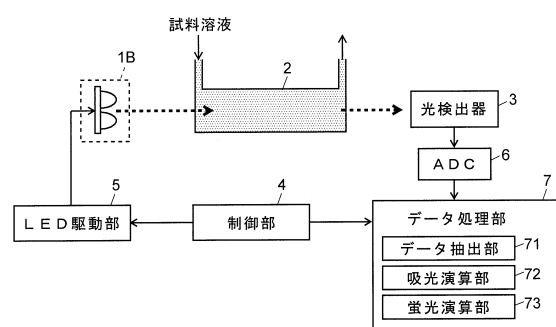 試料溶液
1B
2
光検出器
3
ADC
6
5
4
7
LED駆動部
制御部
データ処理部
データ抽出部
71
吸光演算部
72
蛍光演算部
73